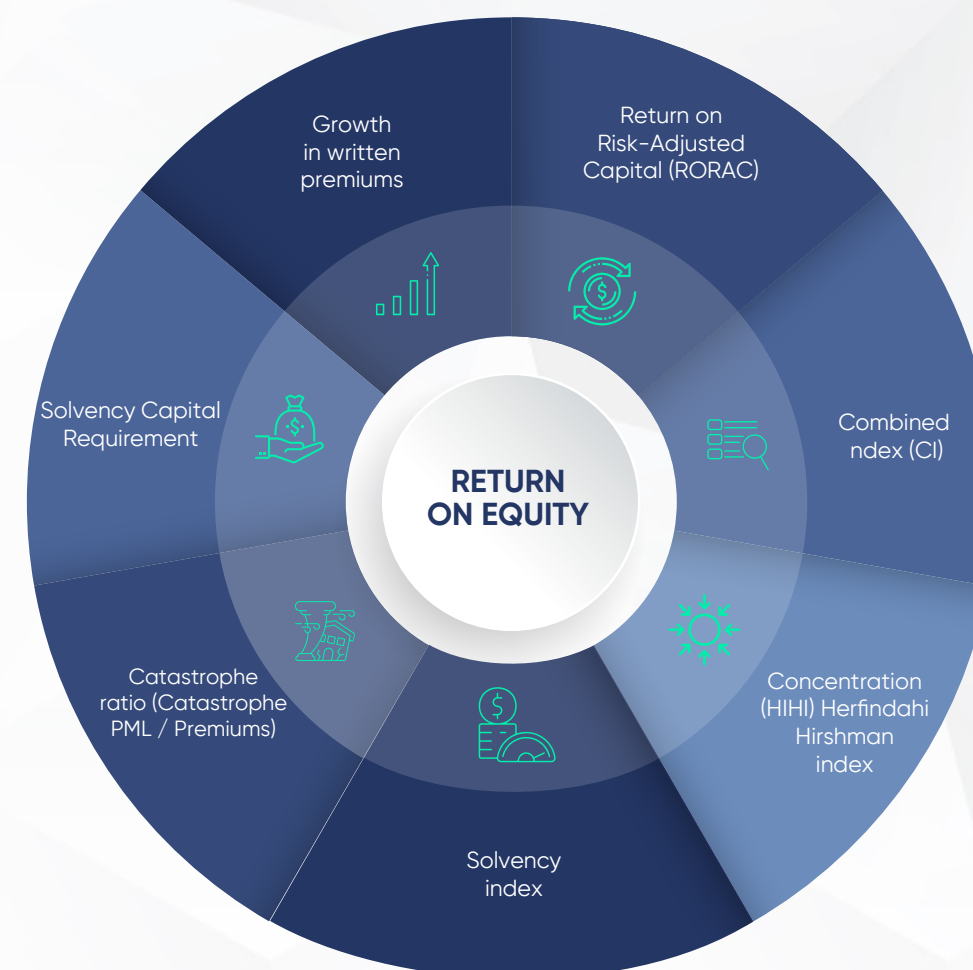 Growth
in written
premiums
Return on
Risk-Adjusted
Capital (RORAC)
Combined
ndex (CI)
Concentration
(HIHI) Herfindahi
Hirshman
index
Solvency
index
Catastrophe
ratio (Catastrophe
PML / Premiums)
Solvency Capital
Requirement
RETURN
ON EQUITY